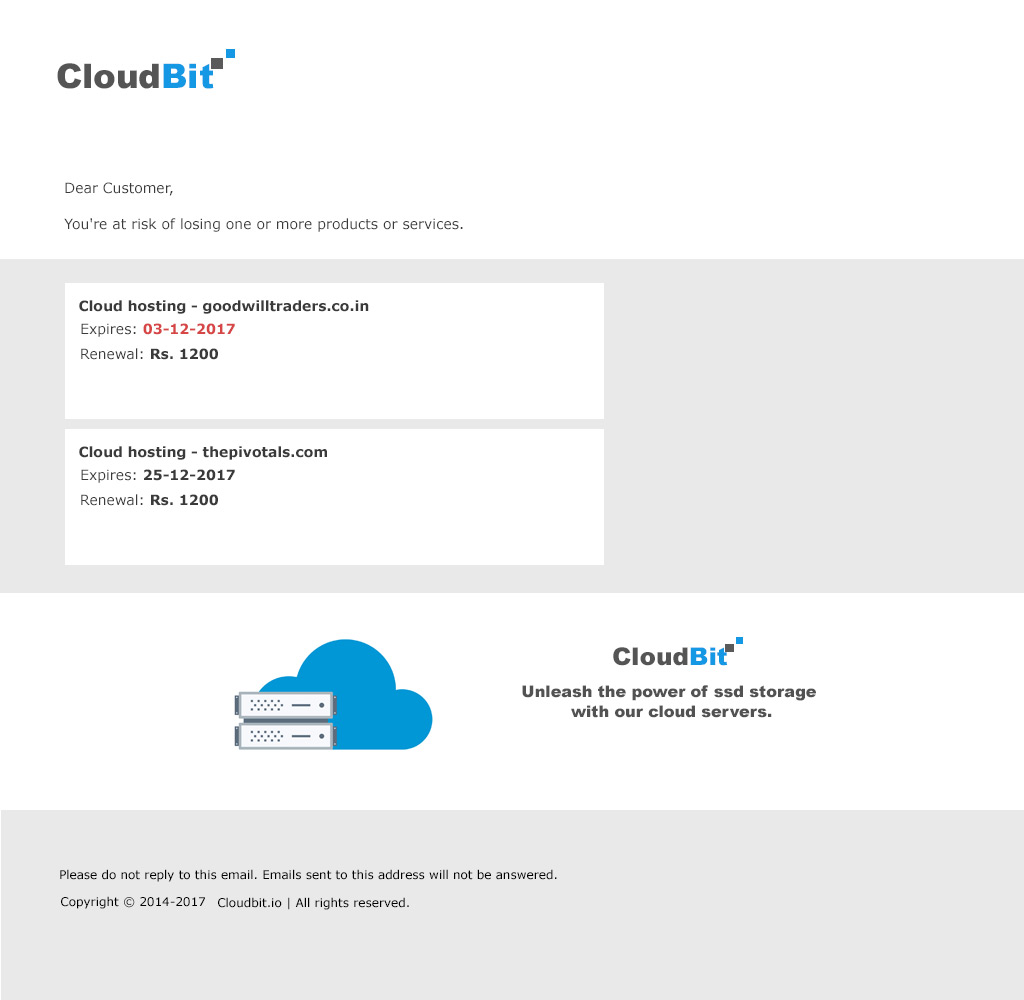 CloudBit
Dear Customer,
You're at risk of losing one or more products or services.
Cloud hosting - goodwilltraders.co.in
Expires: 03-12-2017
Renewal: Rs. 1200
Cloud hosting - thepivotals.com
Expires: 25-12-2017
Renewal: Rs. 1200
CloudBit
Unleash the power of ssd storage
with our cloud servers.
Please do not reply to this email. Emails sent to this address will not be answered.
Copyright © 2014-2017 Cloudbit.io | All rights reserved.